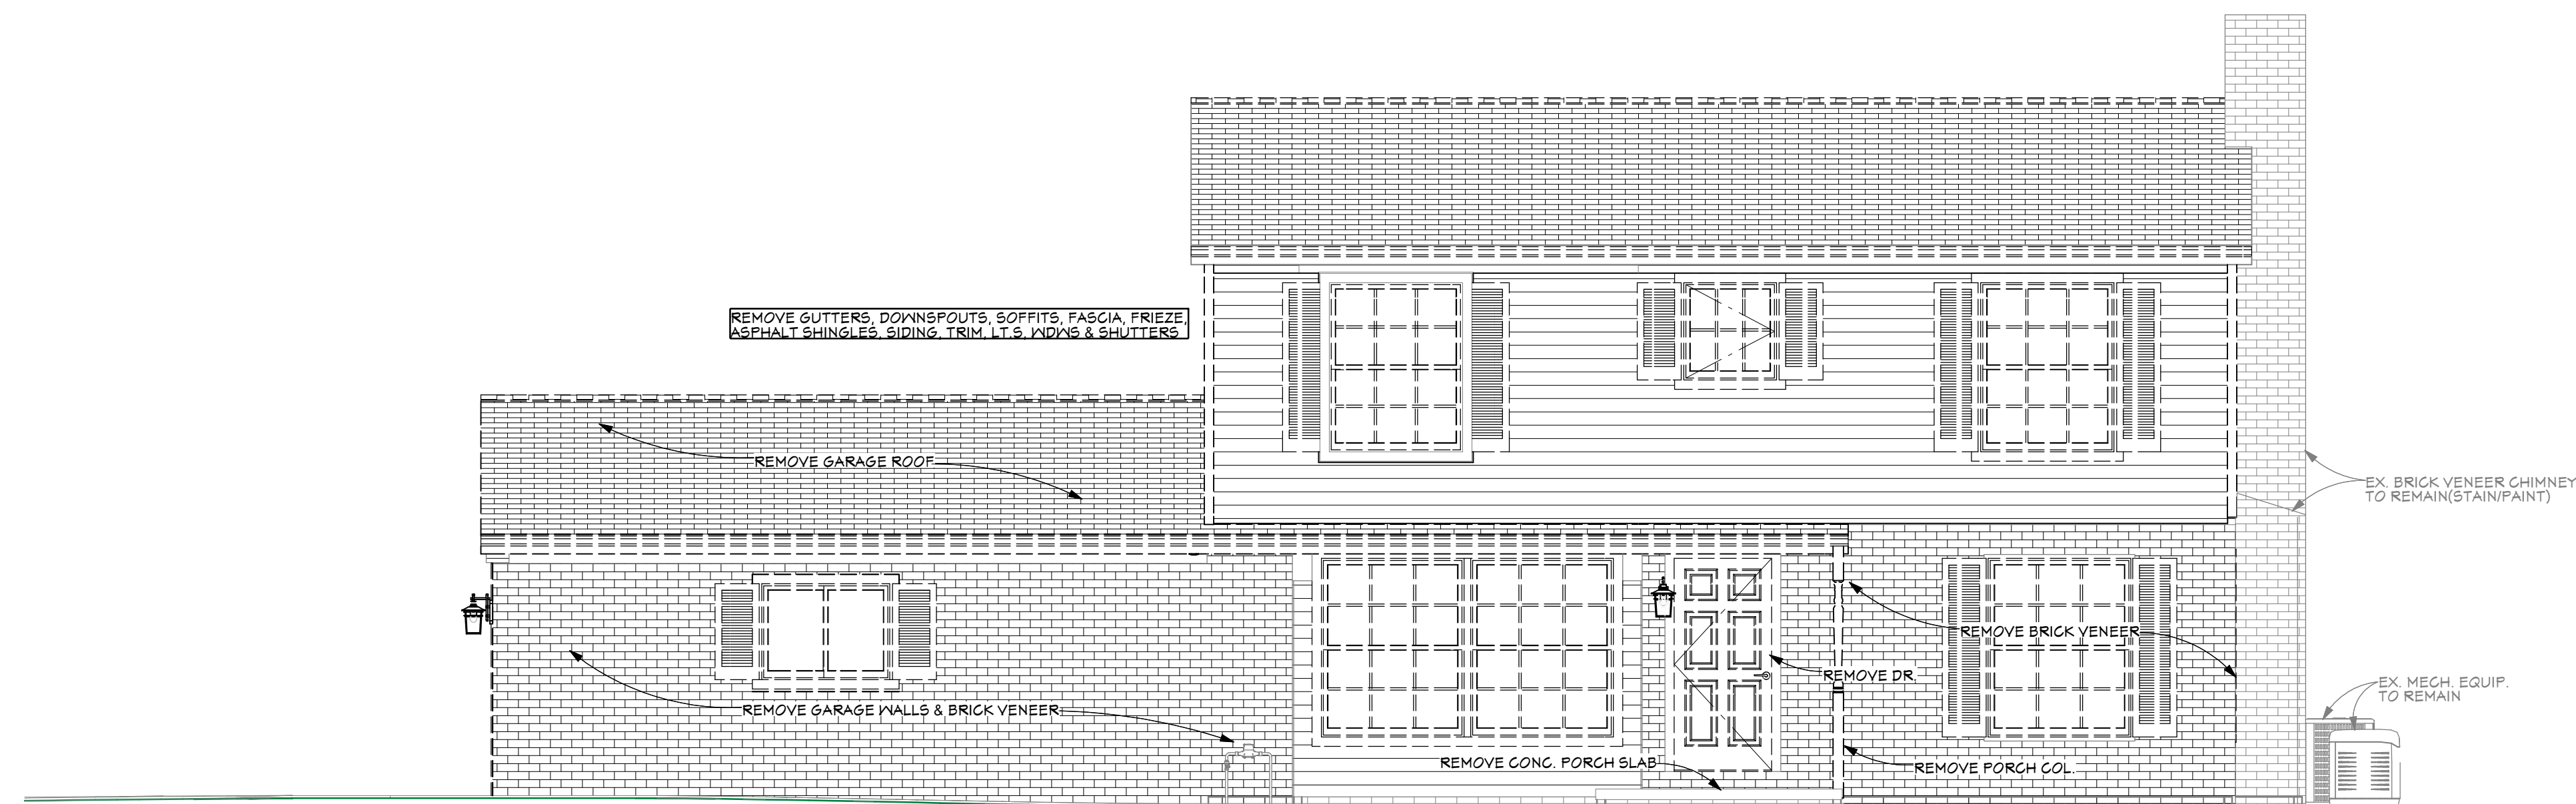 REMOVE GUTTERS, DOWNSPOUTS, SOFFITS, FASCIA, FRIEZE,
ASPHALT SHINGLES, SIDING, TRIM, LT.S, WDWS & SHUTTERS
REMOVE GARAGE ROOF
EX. BRICK VENEER CHIMNEY
TO REMAIN(STAIN/PAINT)
REMOVE BRICK VENEER
REMOVE DR.
EX. MECH. EQUIP.
TO REMAIN
REMOVE GARAGE WALLS & BRICK VENEER
REMOVE CONC. PORCH SLAB
REMOVE PORCH COL.